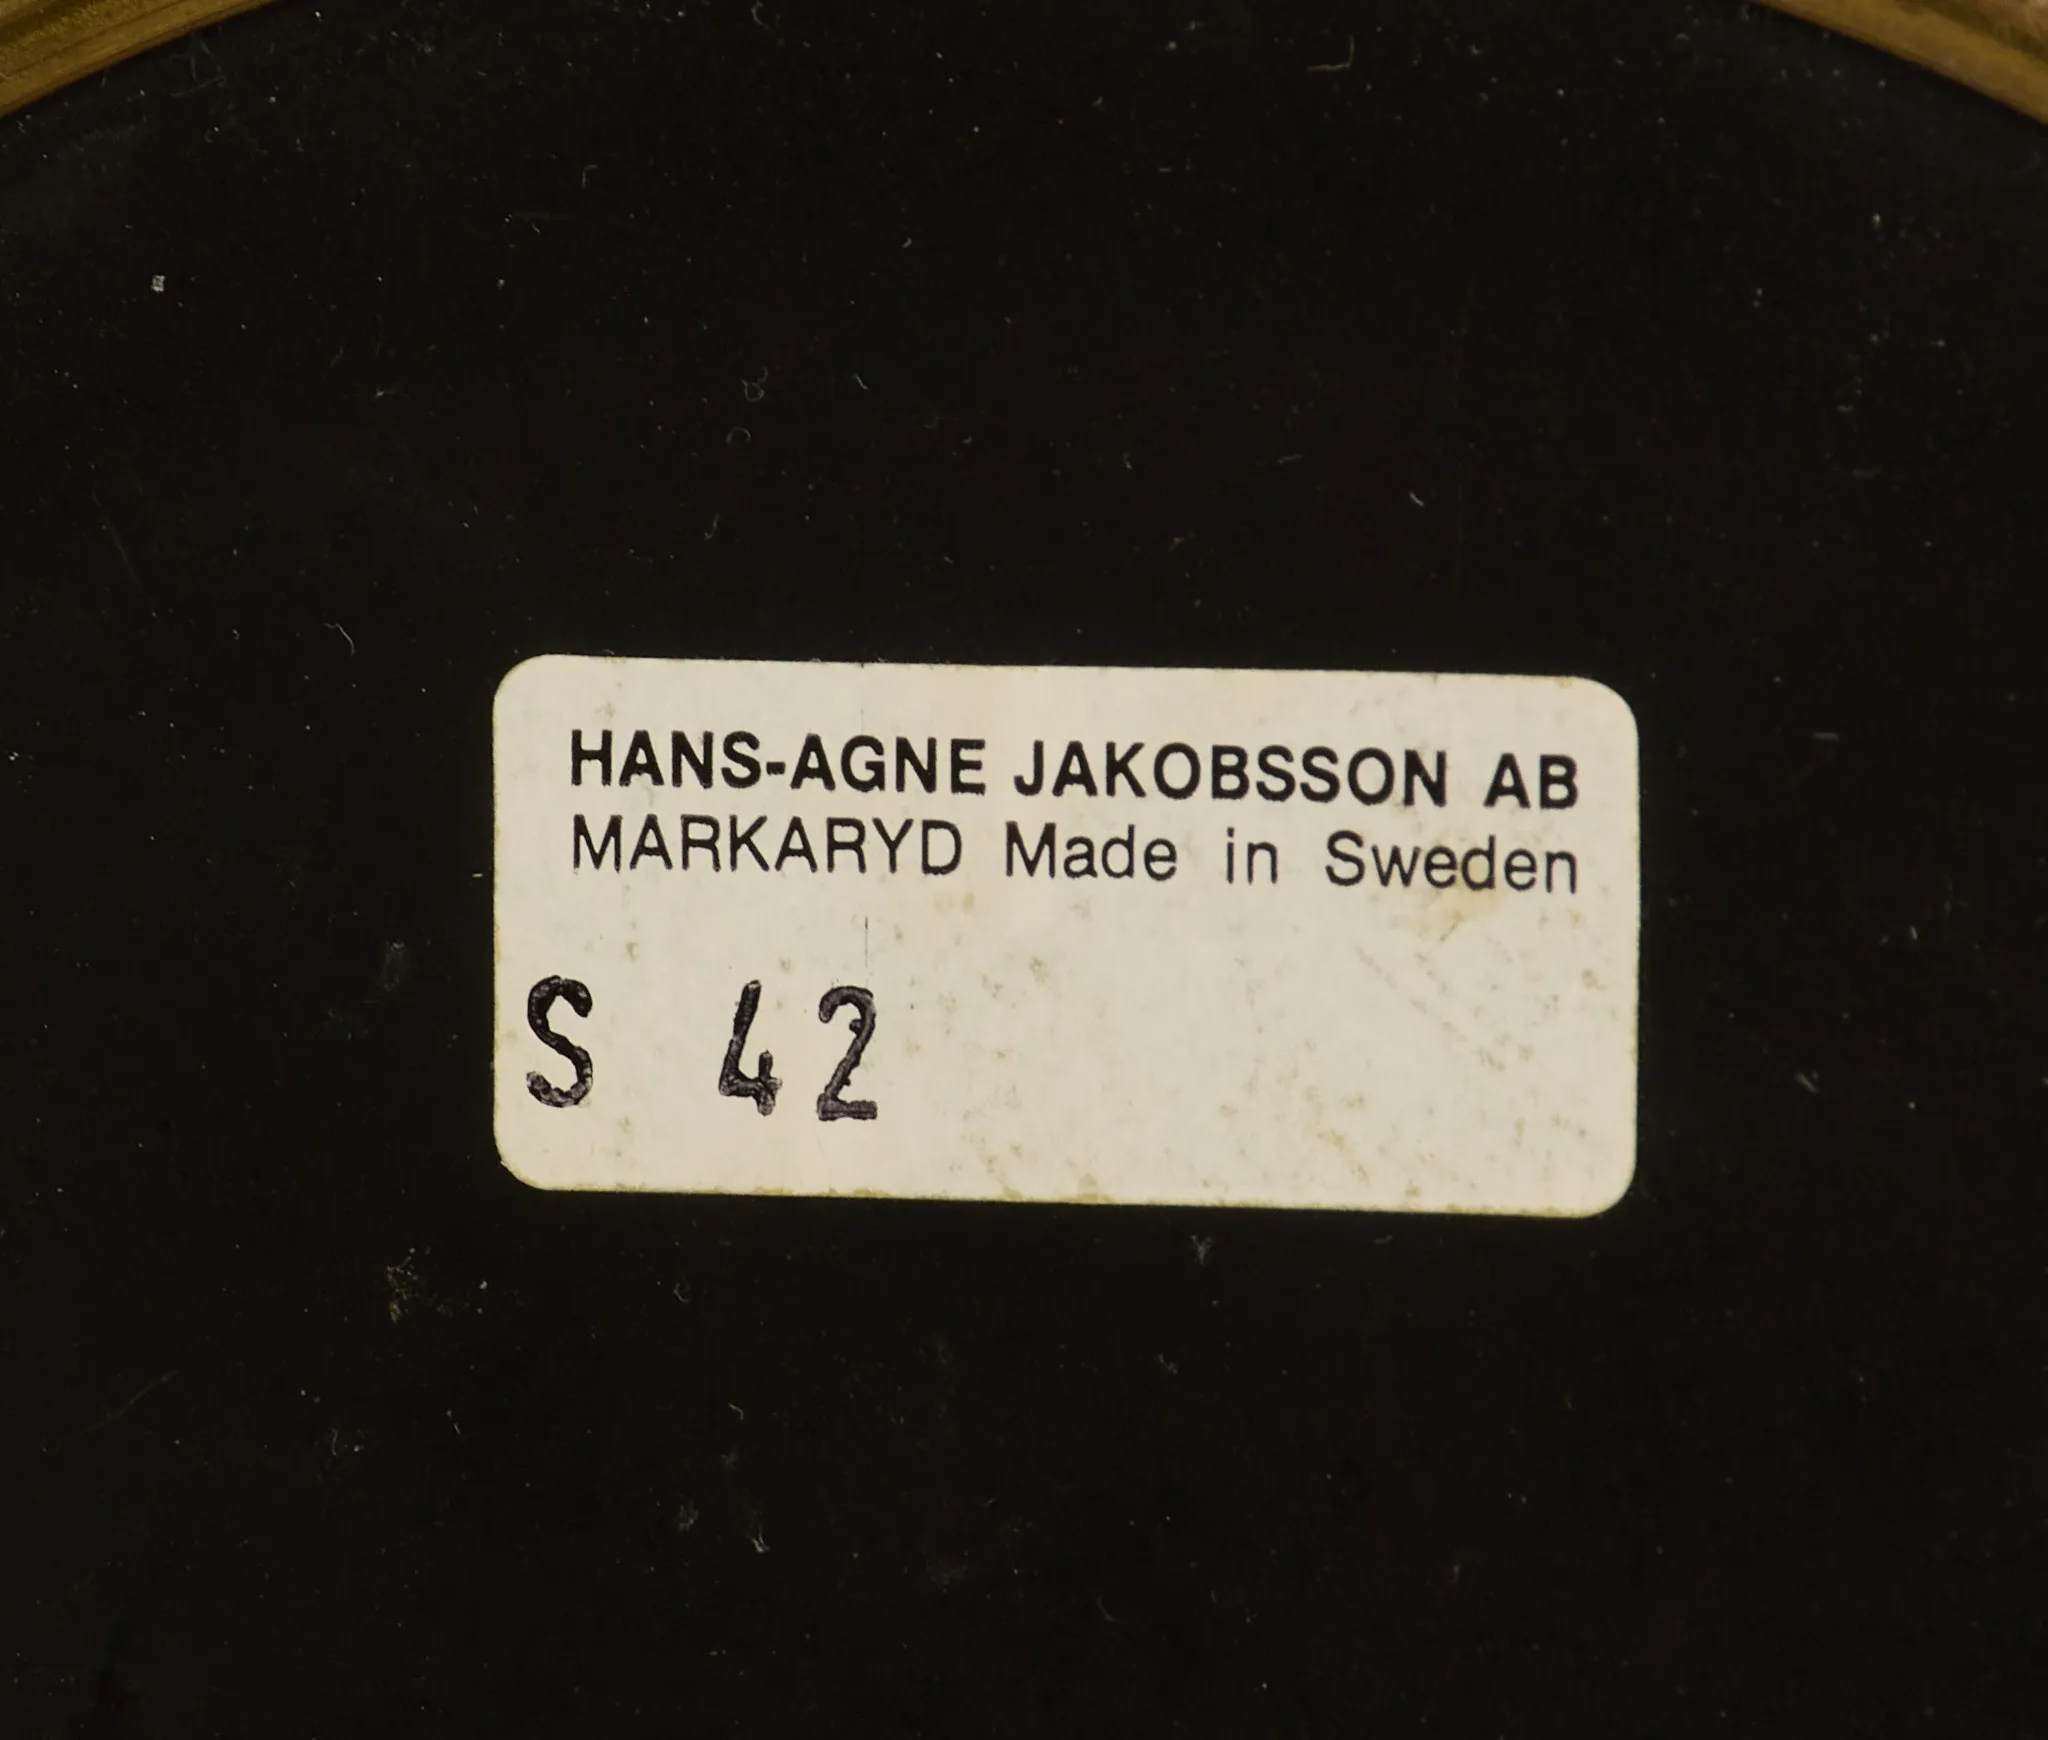 HANS-AGNE JAKOBSSON AB
MARKARYD Made in Sweden
S 42